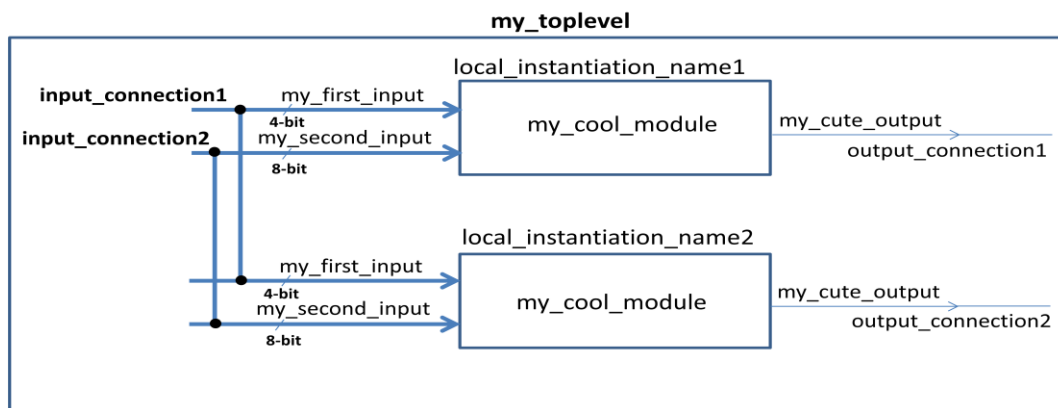 my_toplevel
local_instantiation_name1
input_connection1
my_first_input
4-bit
my_cool_module
my_cute_output
input_connection2
my_second_input
8-bit
output_connection1
local_instantiation_name2
my_first_input
4-bit
my_cool_module
my_cute_output
my_second_input
8-bit
output_connection2